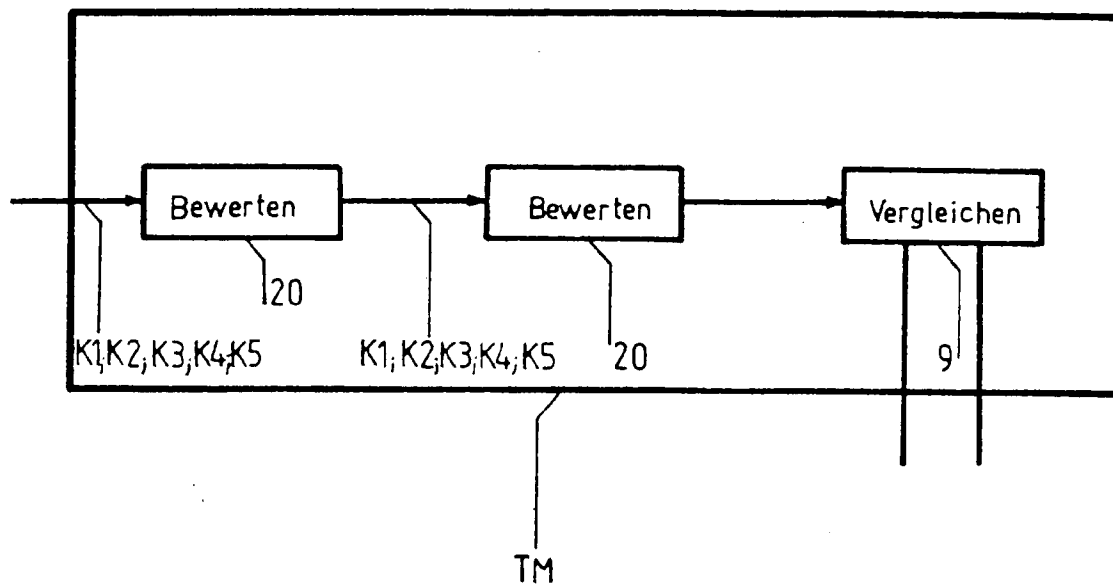 Bewerten
Bewerten
Vergleichen
20
K1,K2,K3,K4,K5
K1, K2,K3,K4, K5
20
9
TM